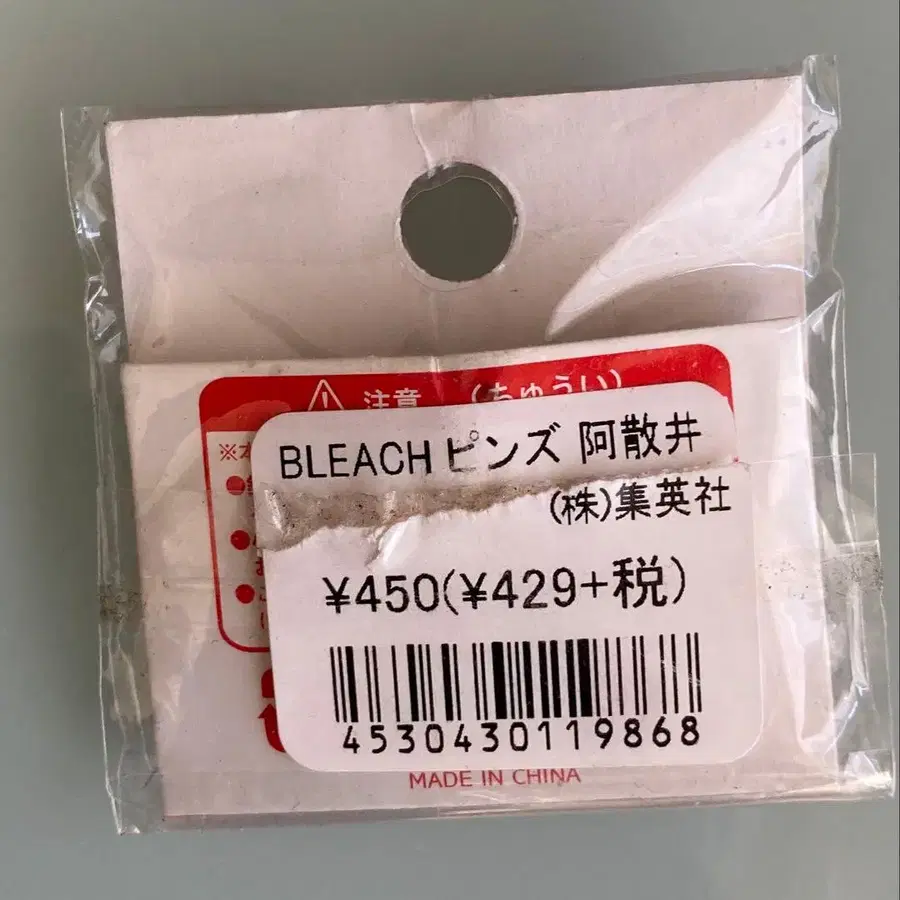 注意 (ちゅうい)
※本
BLEACH ピンズ 阿散井
(株)集英社
¥450(¥429+税)
4530430119868
MADE IN CHINA